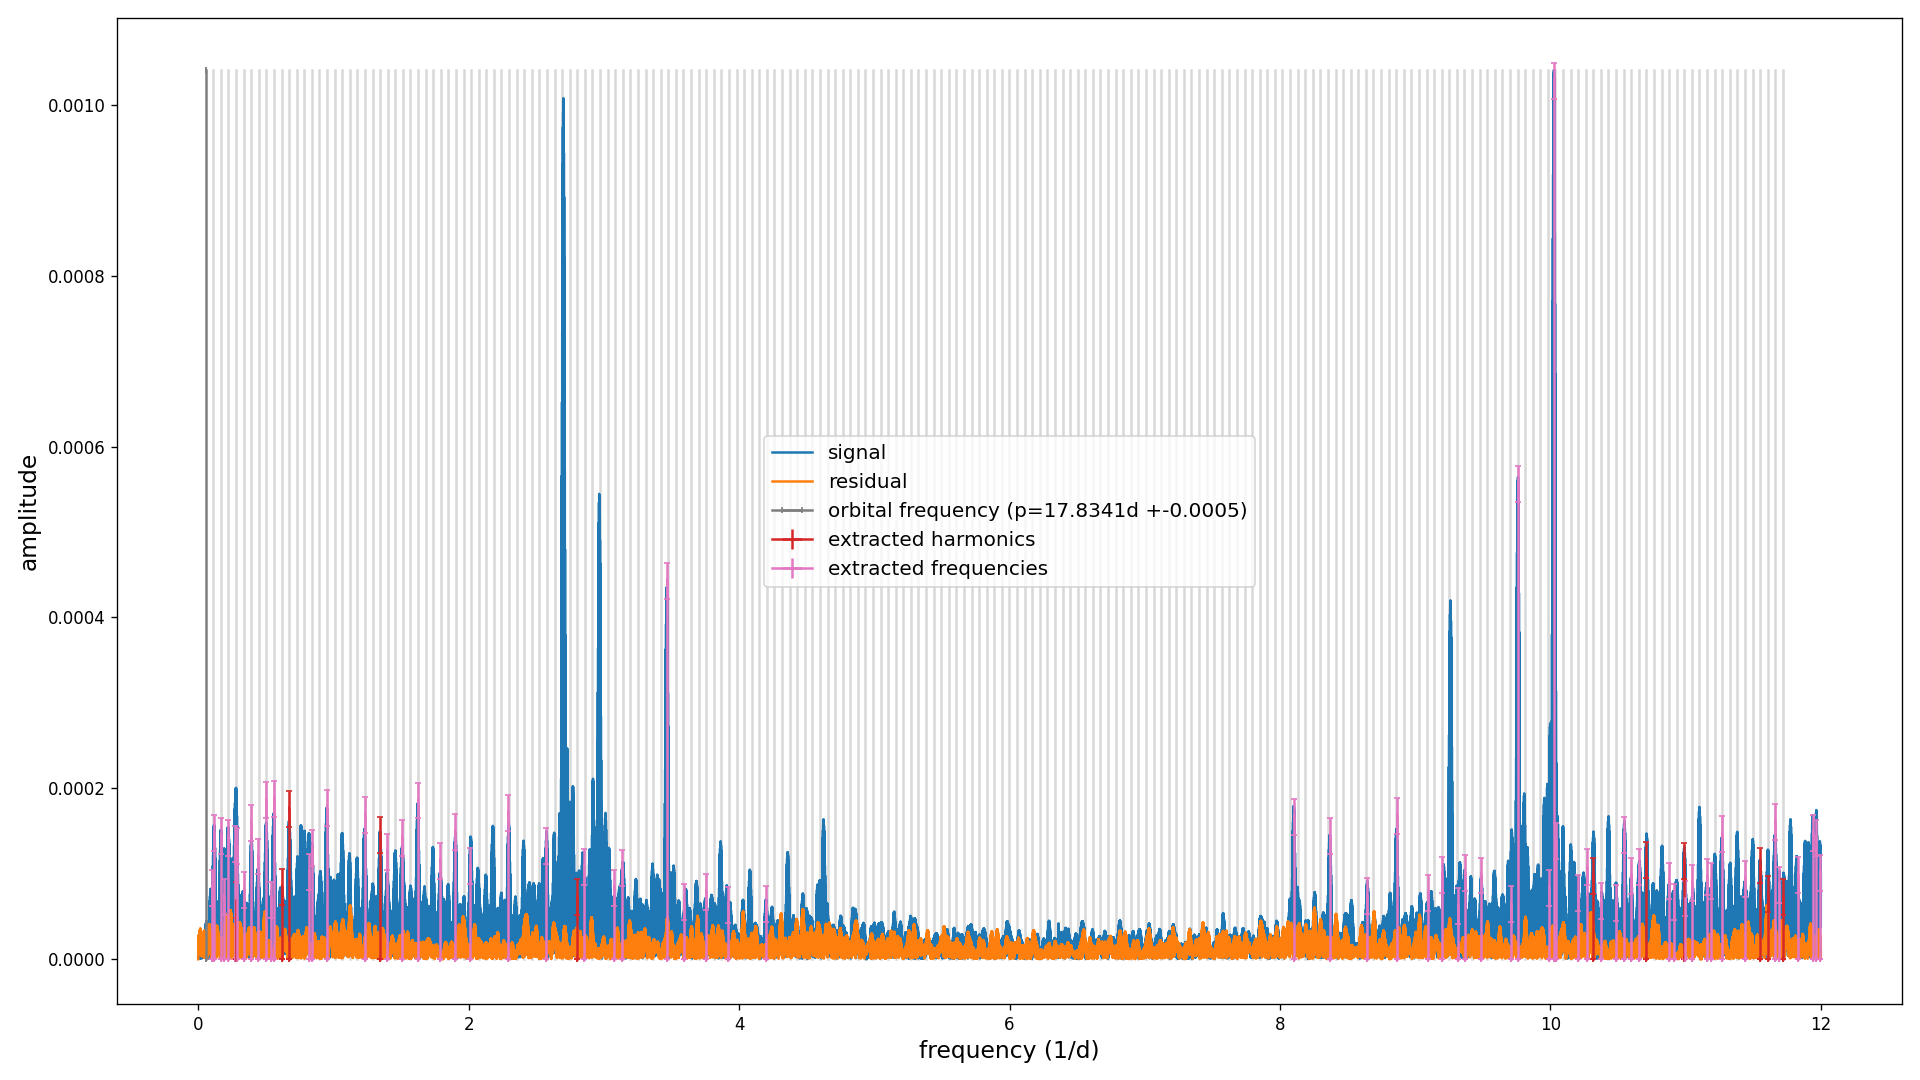 0.0010
0.0008
0.0006
0.0004
0.0002
0.0000
amplitude
signal
residual
orbital frequency (p=17.8341d +-0.0005)
extracted harmonics
extracted frequencies
0 2 4 6 8 10 12
frequency (1/d)